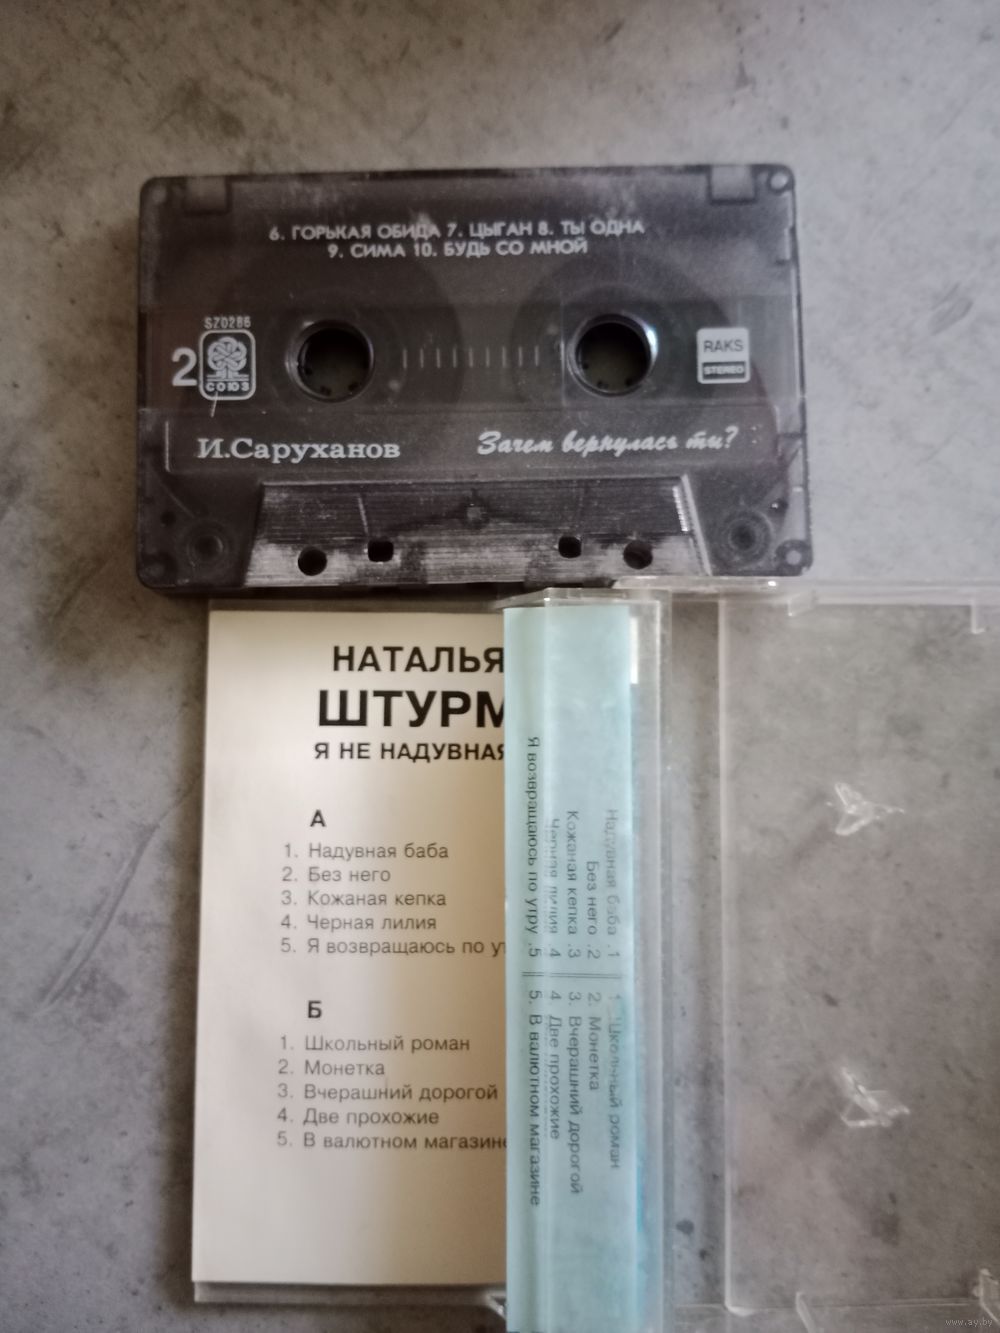 6. ГОРЬКАЯ ОБИДА 7. ЦЫГАН 8. ТЫ ОДНА
9. СИМА 10. БУДЬ СО МНОЙ
SZ0286
2
СОЮЗ
RAKS
STEREO
И.Саруханов
Зачем вернулась ты?
НАТАЛЬЯ
ШТУРМ
Я НЕ НАДУВНАЯ
А
1. Надувная баба
2. Без него
3. Кожаная кепка
4. Черная лилия
5. Я возвращаюсь по ут
Б
1. Школьный роман
2. Монетка
3. Вчерашний дорогой
4. Две прохожие
5. В валютном магазине
Надувная баба .1
Без него .2
Кожаная кепка .3
Черная лилия .4
Я возвращаюсь по утру .5
1. Школьный роман
2. Монетка
3. Вчерашний дорогой
4. Две прохожие
5. В валютном магазине
www.ay.by